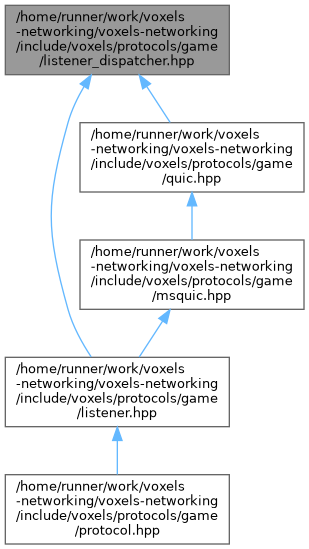 /home/runner/work/voxels
-networking/voxels-networking
/include/voxels/protocols/game
/listener_dispatcher.hpp
/home/runner/work/voxels
-networking/voxels-networking
/include/voxels/protocols/game
/quic.hpp
/home/runner/work/voxels
-networking/voxels-networking
/include/voxels/protocols/game
/msquic.hpp
/home/runner/work/voxels
-networking/voxels-networking
/include/voxels/protocols/game
/listener.hpp
/home/runner/work/voxels
-networking/voxels-networking
/include/voxels/protocols/game
/protocol.hpp